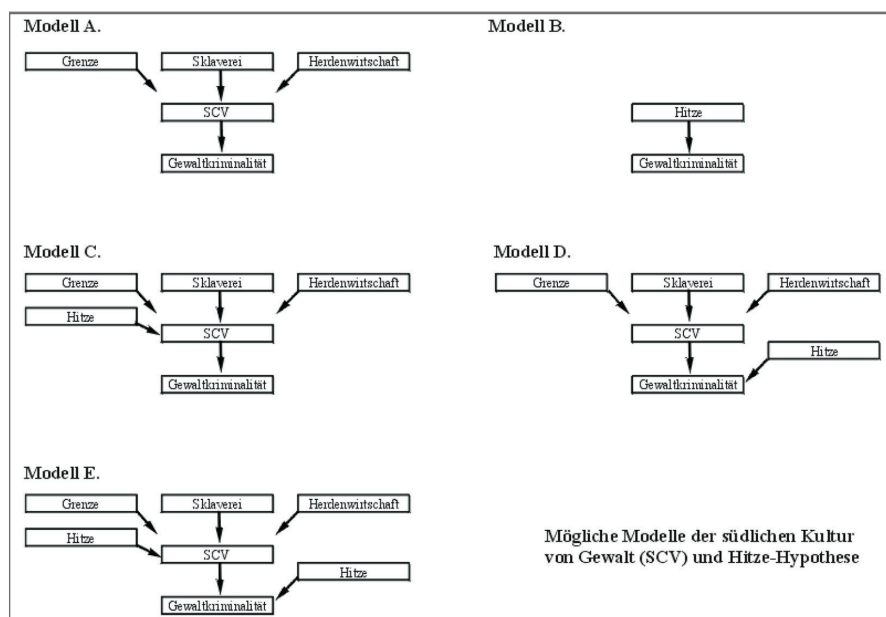 Modell A.
Modell B.
Grenze
Sklaverei
Herdenwirtschaft
SCV
Gewaltkriminalität
Hitze
Gewaltkriminalität
Modell C.
Modell D.
Grenze
Sklaverei
Herdenwirtschaft
Hitze
SCV
Gewaltkriminalität
Grenze
Sklaverei
Herdenwirtschaft
SCV
Hitze
Gewaltkriminalität
Modell E.
Grenze
Sklaverei
Herdenwirtschaft
Hitze
SCV
Hitze
Gewaltkriminalität
Mögliche Modelle der südlichen Kultur
von Gewalt (SCV) und Hitze-Hypothese